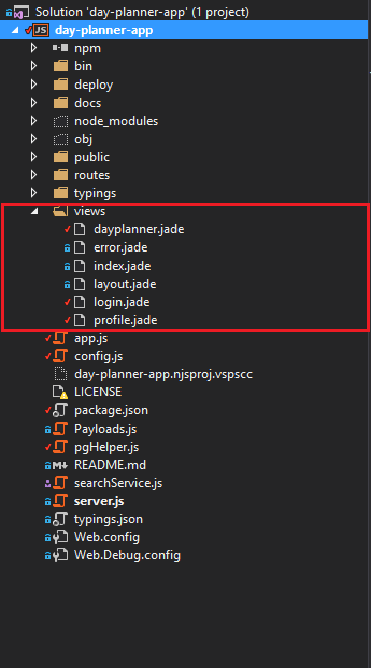 Solution 'day-planner-app' (1 project)
JS day-planner-app
npm
bin
deploy
docs
node_modules
obj
public
routes
typings
views
dayplanner.jade
error.jade
index.jade
layout.jade
login.jade
profile.jade
app.js
config.js
day-planner-app.njsproj.vspscc
LICENSE
package.json
Payloads.js
pgHelper.js
README.md
searchService.js
server.js
typings.json
Web.config
Web.Debug.config